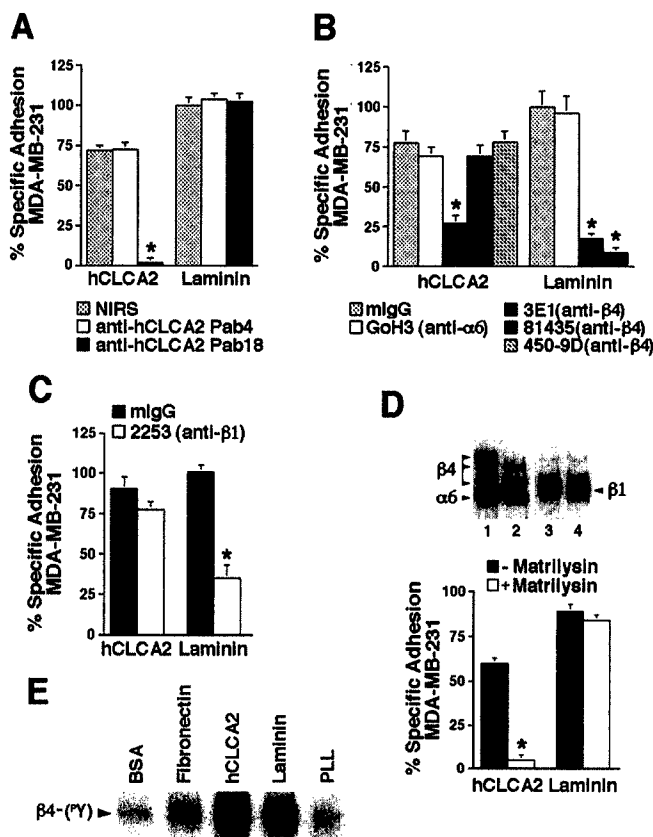 A
% Specific Adhesion
MDA-MB-231
100
75
50
25
0
*
hCLCA2 Laminin
NIRS
anti-hCLCA2 Pab4
anti-hCLCA2 Pab18
B
% Specific Adhesion
MDA-MB-231
100
75
50
25
0
* * *
hCLCA2 Laminin
mIgG
GoH3 (anti-α6)
3E1(anti-β4)
81435(anti-β4)
450-9D(anti-β4)
C
mIgG
2253 (anti-β1)
% Specific Adhesion
MDA-MB-231
125
100
75
50
25
0
*
hCLCA2 Laminin
D
β4
α6
β1
1 2 3 4
- Matrilysin
+ Matrilysin
% Specific Adhesion
MDA-MB-231
75
50
25
0
*
hCLCA2 Laminin
E
BSA
Fibronectin
hCLCA2
Laminin
PLL
β4-(ᴾY)